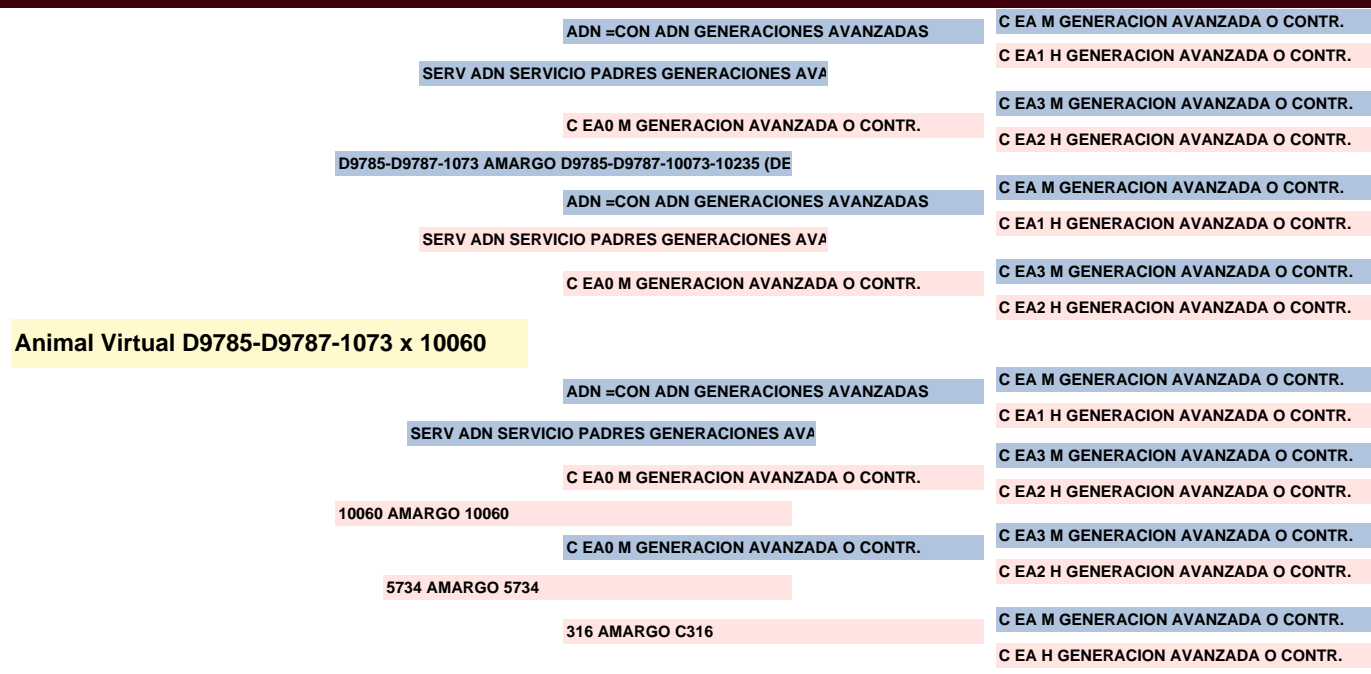 C EA M GENERACION AVANZADA O CONTR.
ADN =CON ADN GENERACIONES AVANZADAS
C EA1 H GENERACION AVANZADA O CONTR.
SERV ADN SERVICIO PADRES GENERACIONES AVA
C EA3 M GENERACION AVANZADA O CONTR.
C EA0 M GENERACION AVANZADA O CONTR.
C EA2 H GENERACION AVANZADA O CONTR.
D9785-D9787-1073 AMARGO D9785-D9787-10073-10235 (DE
C EA M GENERACION AVANZADA O CONTR.
ADN =CON ADN GENERACIONES AVANZADAS
C EA1 H GENERACION AVANZADA O CONTR.
SERV ADN SERVICIO PADRES GENERACIONES AVA
C EA3 M GENERACION AVANZADA O CONTR.
C EA0 M GENERACION AVANZADA O CONTR.
C EA2 H GENERACION AVANZADA O CONTR.
Animal Virtual D9785-D9787-1073 x 10060
C EA M GENERACION AVANZADA O CONTR.
ADN =CON ADN GENERACIONES AVANZADAS
C EA1 H GENERACION AVANZADA O CONTR.
SERV ADN SERVICIO PADRES GENERACIONES AVA
C EA3 M GENERACION AVANZADA O CONTR.
C EA0 M GENERACION AVANZADA O CONTR.
C EA2 H GENERACION AVANZADA O CONTR.
10060 AMARGO 10060
C EA3 M GENERACION AVANZADA O CONTR.
C EA0 M GENERACION AVANZADA O CONTR.
C EA2 H GENERACION AVANZADA O CONTR.
5734 AMARGO 5734
C EA M GENERACION AVANZADA O CONTR.
316 AMARGO C316
C EA H GENERACION AVANZADA O CONTR.